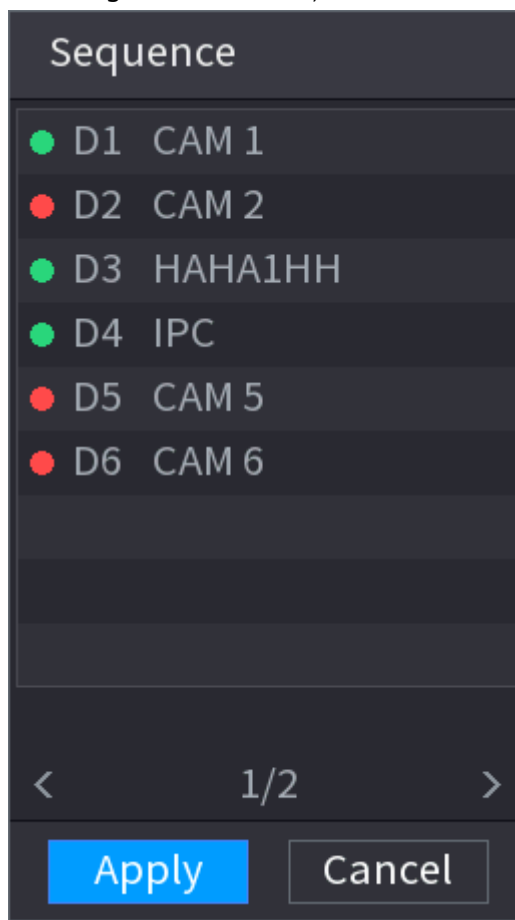 Sequence
D1 CAM 1
D2 CAM 2
D3 HAHA1HH
D4 IPC
D5 CAM 5
D6 CAM 6
< 1/2 >
Apply Cancel